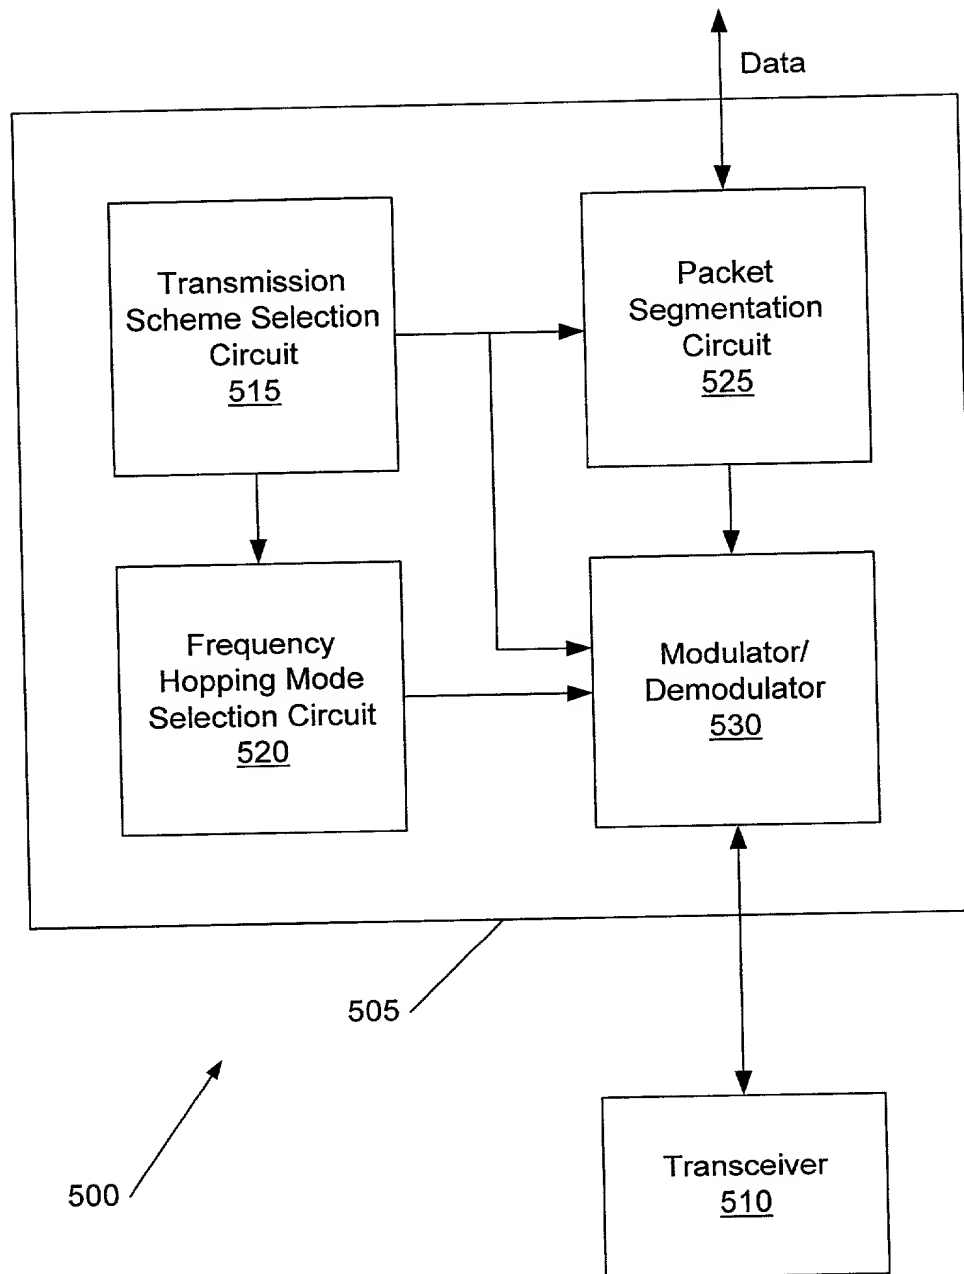 Data
Transmission
Scheme Selection
Circuit
515
Packet
Segmentation
Circuit
525
Frequency
Hopping Mode
Selection Circuit
520
Modulator/
Demodulator
530
505
500
Transceiver
510